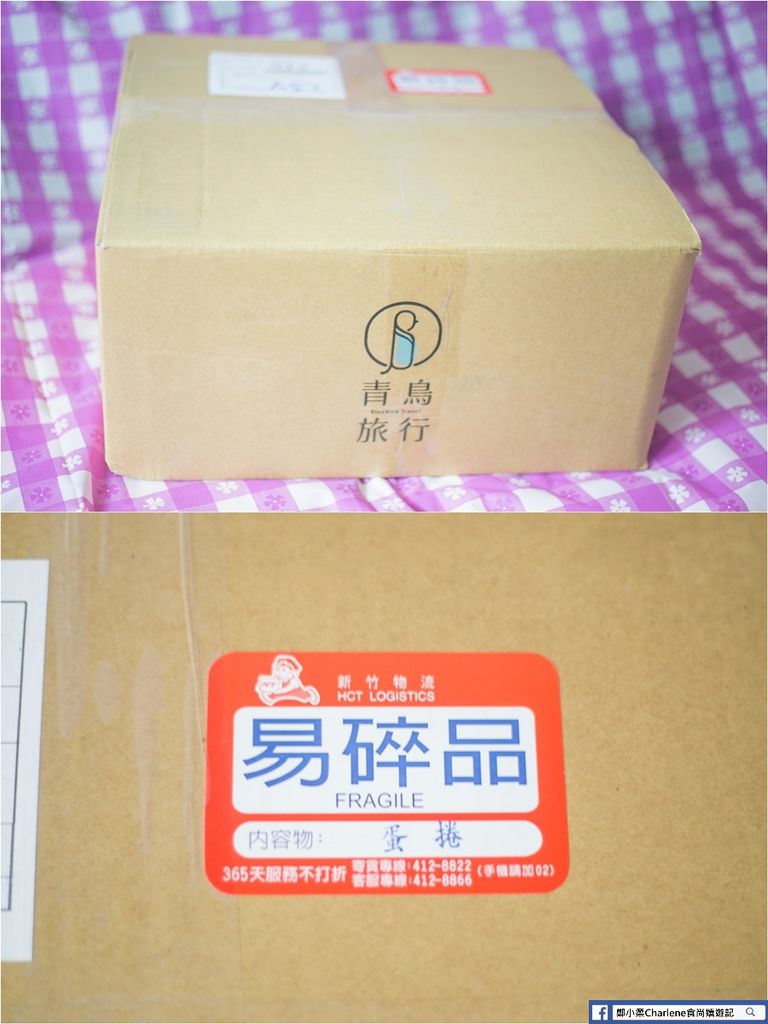 青鳥
BlueBird Travel
旅行
新竹物流
HCT LOGISTICS
易碎品
FRAGILE
內容物：蛋捲
365天服務不打折
寄貨專線：412-8822
客服專線：412-8866
(手機請加02)
鄭小柔Charlene食尚嬉遊記